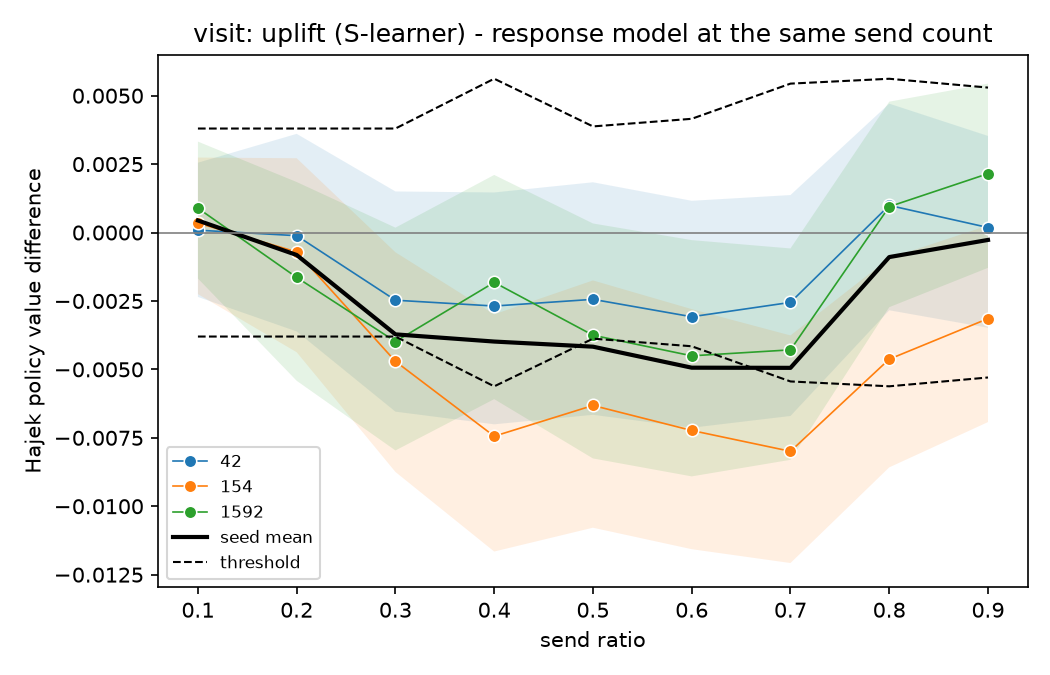 visit: uplift (S-learner) - response model at the same send count
Hajek policy value difference
0.0050
0.0025
0.0000
−0.0025
−0.0050
−0.0075
−0.0100
−0.0125
42
154
1592
seed mean
threshold
0.1 0.2 0.3 0.4 0.5 0.6 0.7 0.8 0.9
send ratio